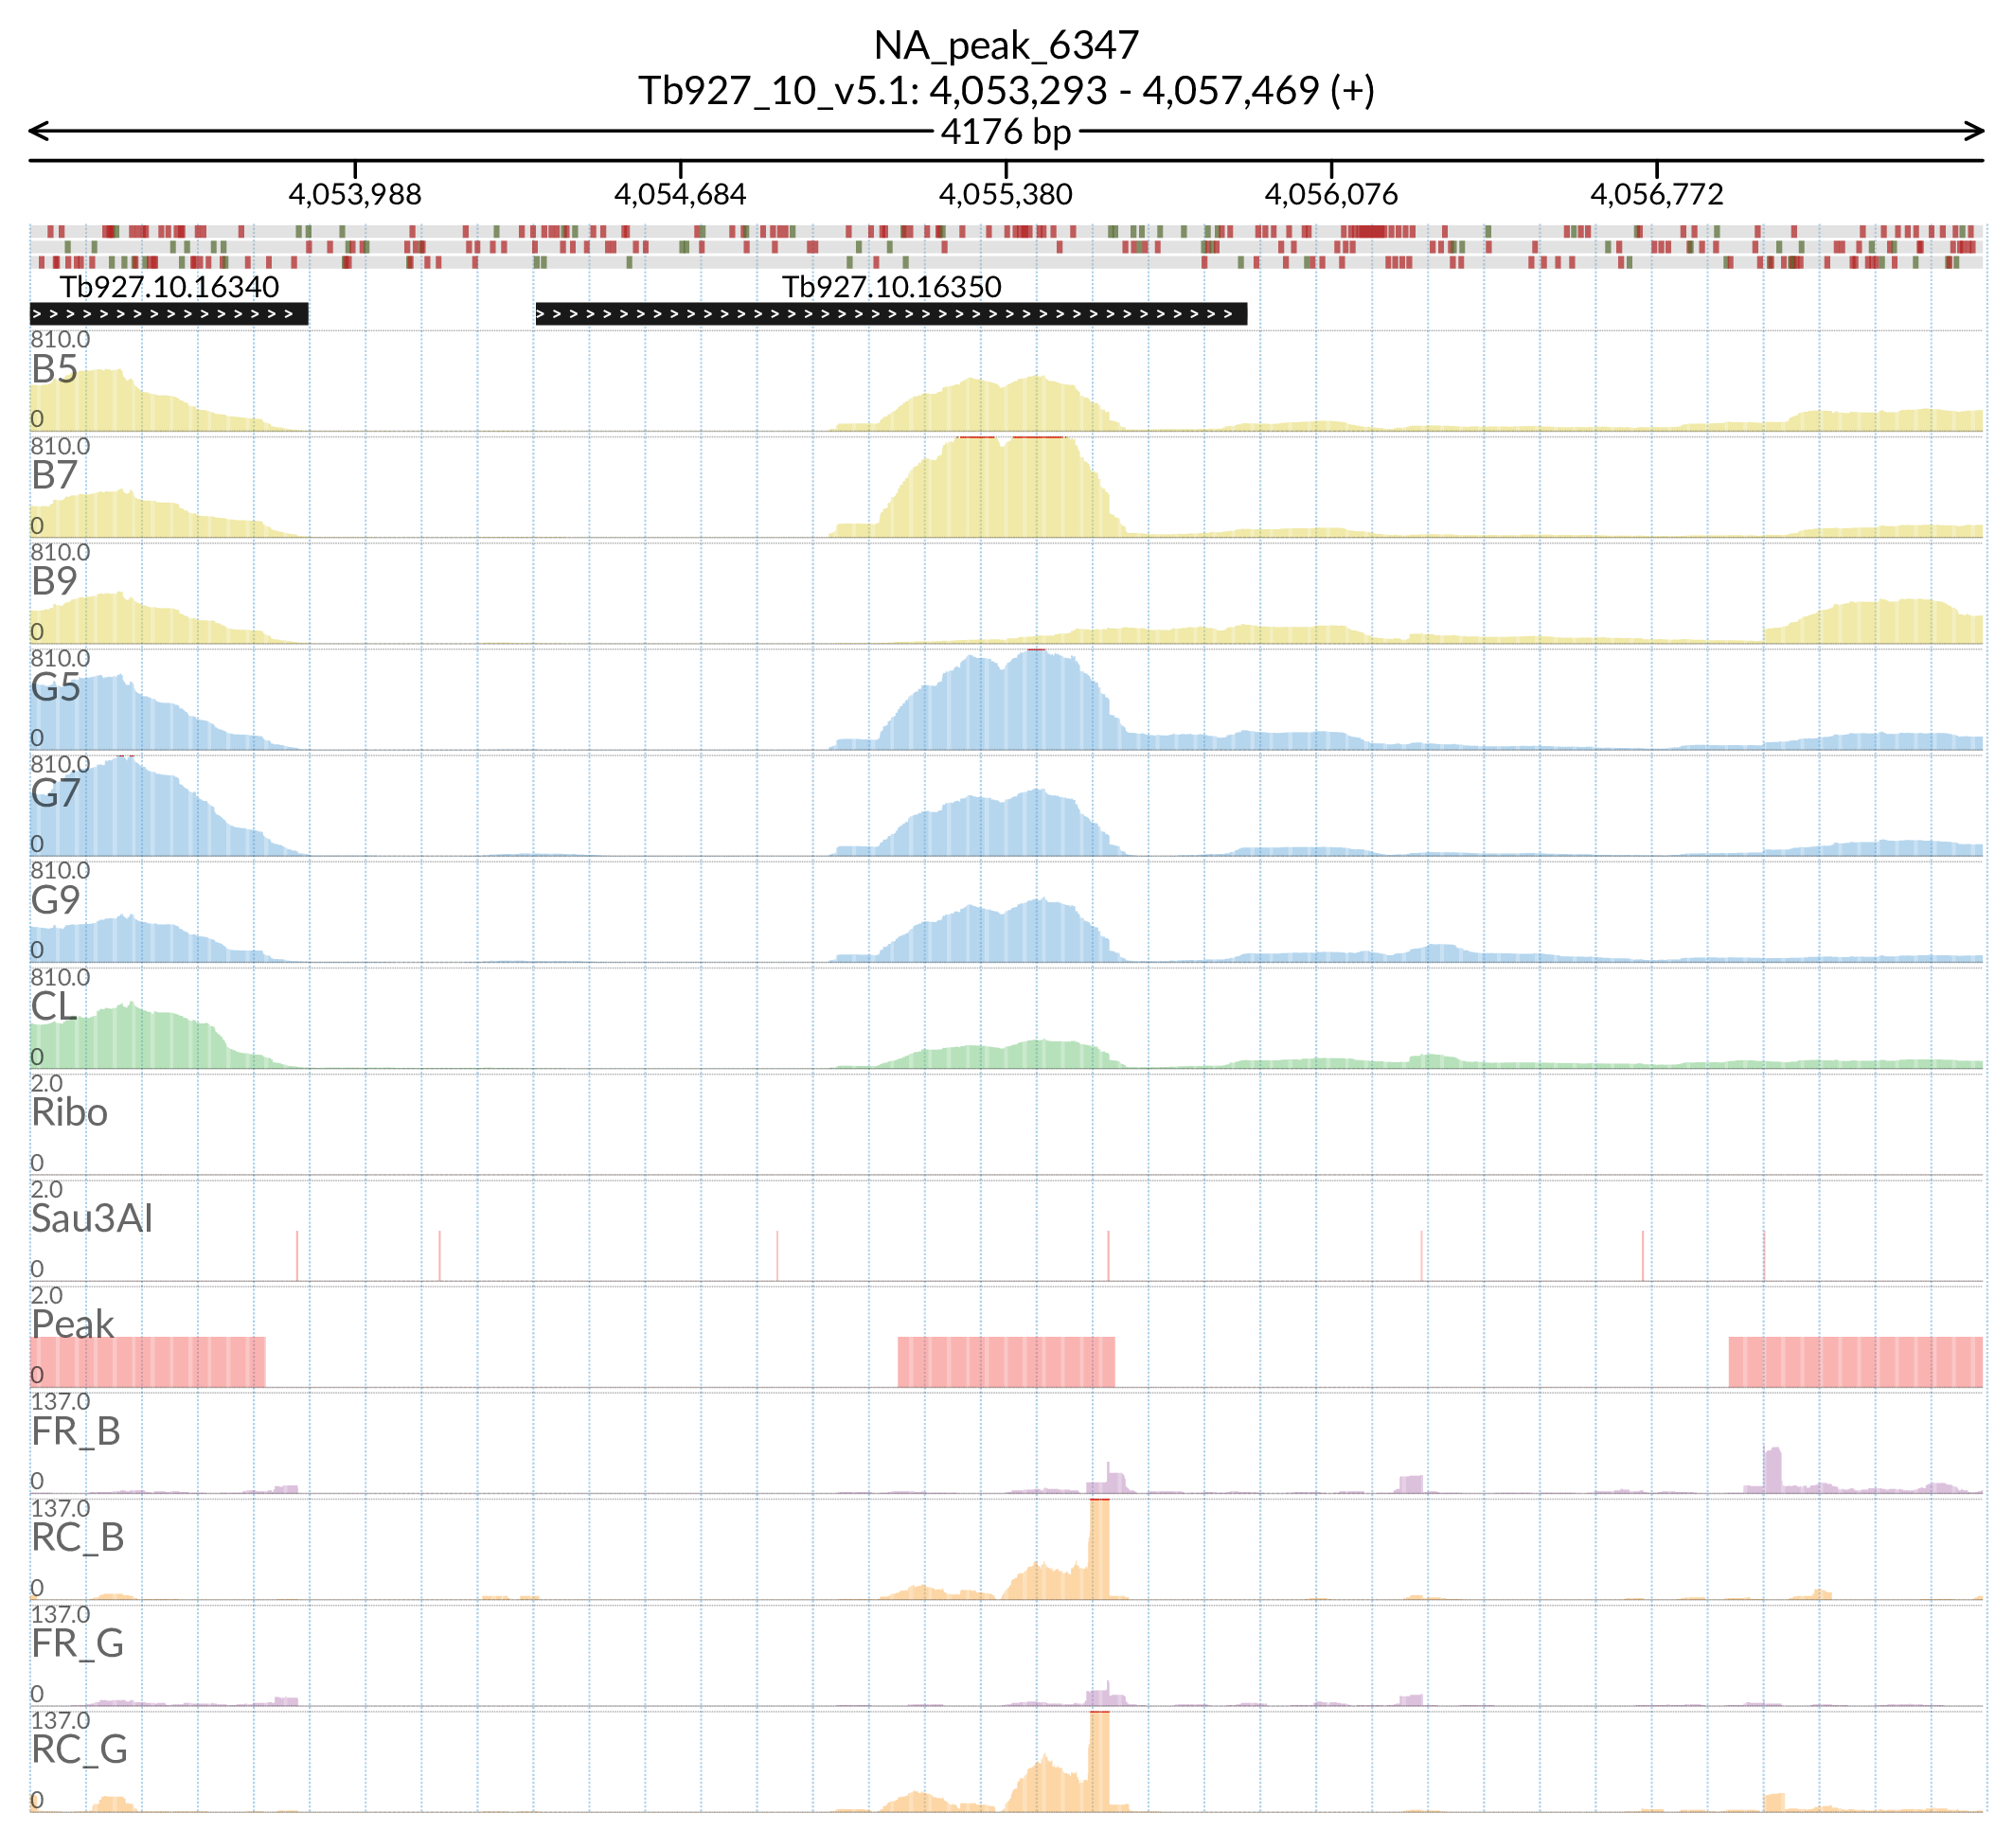 NA_peak_6347
Tb927_10_v5.1: 4,053,293 - 4,057,469 (+)
4176 bp
4,053,988 4,054,684 4,055,380 4,056,076 4,056,772
Tb927.10.16340 Tb927.10.16350
810.0
B5
0
810.0
B7
0
810.0
B9
0
810.0
G5
0
810.0
G7
0
810.0
G9
0
810.0
CL
0
2.0
Ribo
0
2.0
Sau3AI
0
2.0
Peak
0
137.0
FR_B
0
137.0
RC_B
0
137.0
FR_G
0
137.0
RC_G
0